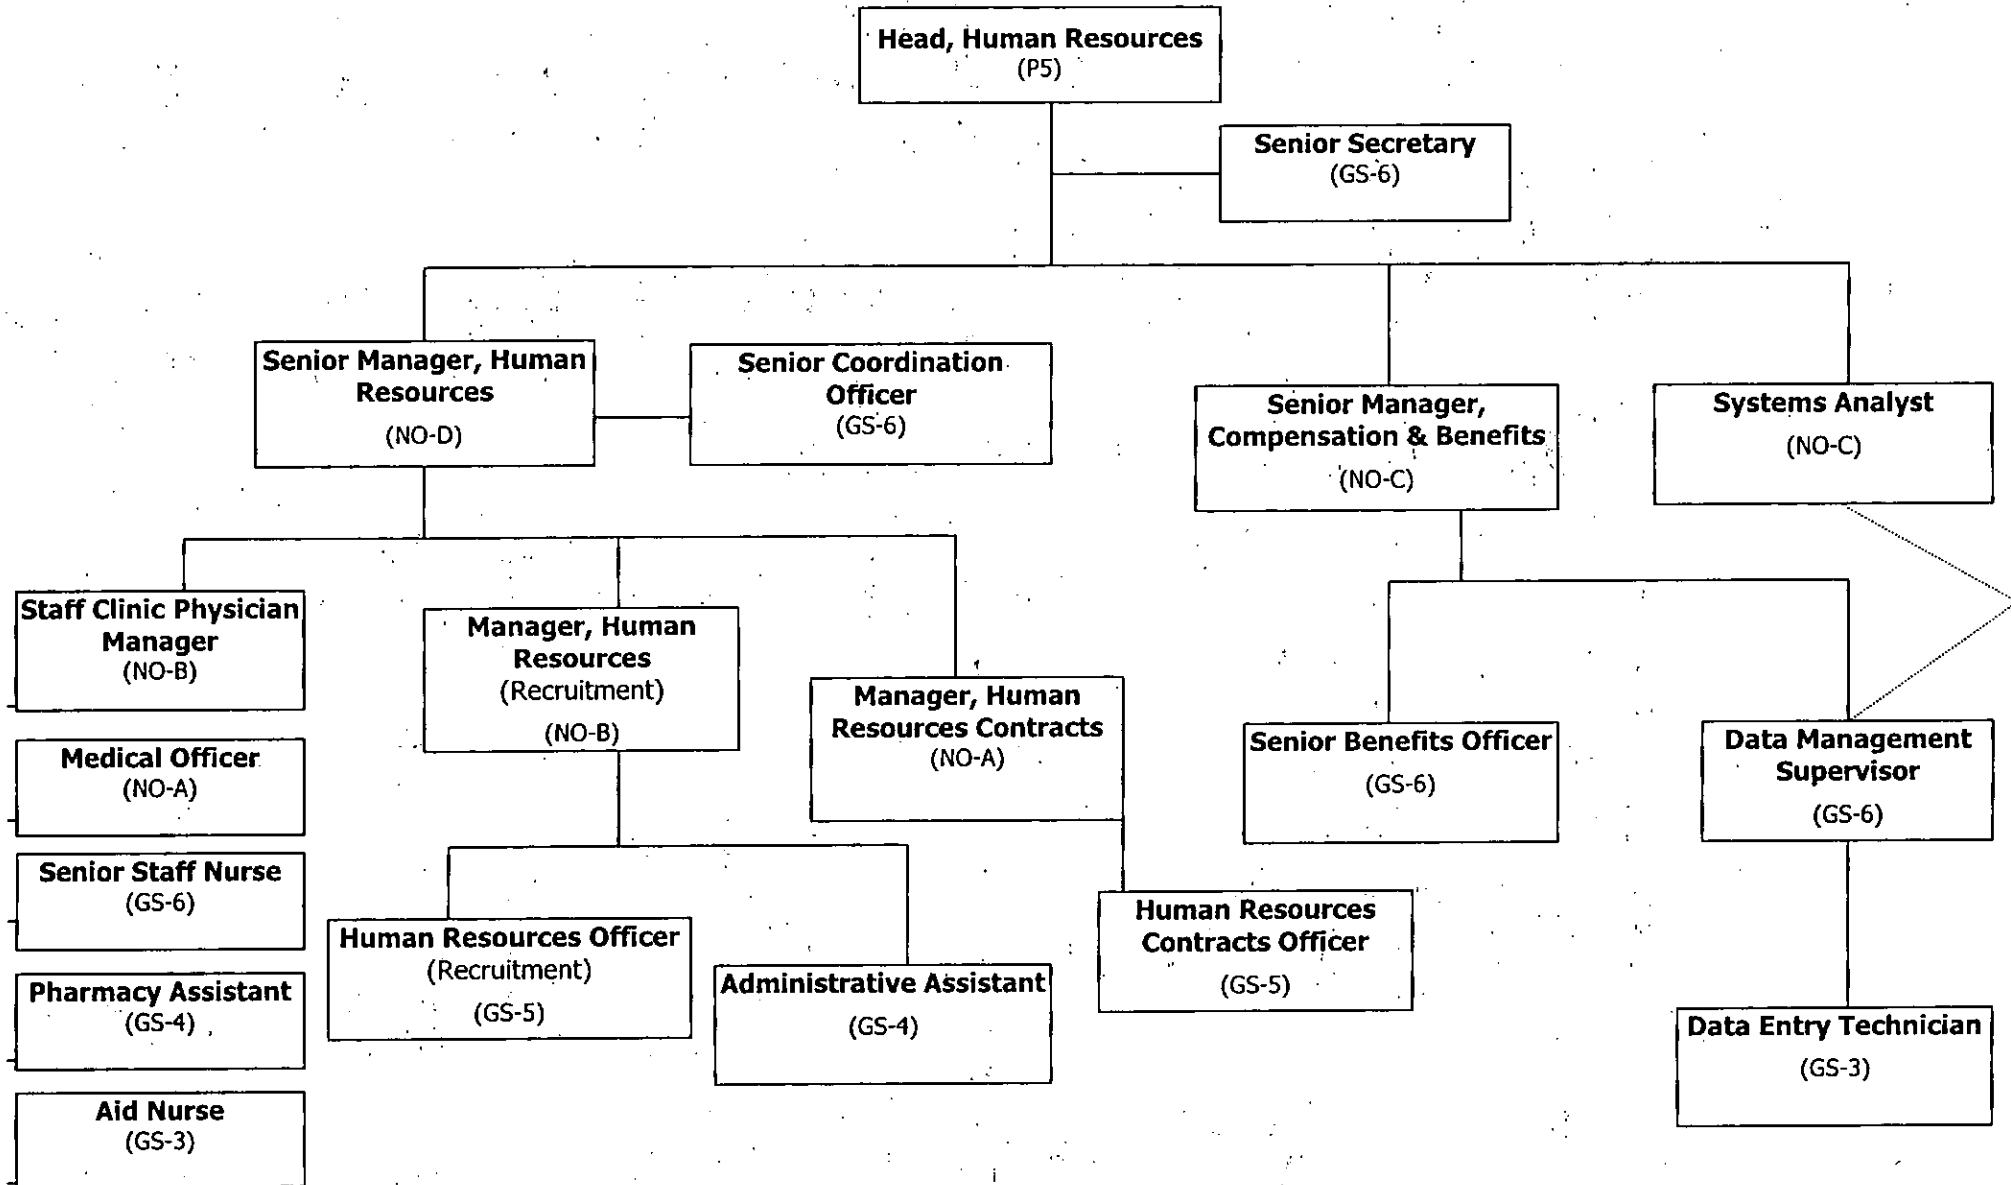 Head, Human Resources
(P5)
Senior Secretary
(GS-6)
Senior Manager, Human
Resources
(NO-D)
Senior Coordination
Officer
(GS-6)
Senior Manager,
Compensation & Benefits
(NO-C)
Systems Analyst
(NO-C)
Staff Clinic Physician
Manager
(NO-B)
Manager, Human
Resources
(Recruitment)
(NO-B)
Manager, Human
Resources Contracts
(NO-A)
Senior Benefits Officer
(GS-6)
Data Management
Supervisor
(GS-6)
Medical Officer
(NO-A)
Senior Staff Nurse
(GS-6)
Human Resources Officer
(Recruitment)
(GS-5)
Administrative Assistant
(GS-4)
Human Resources
Contracts Officer
(GS-5)
Pharmacy Assistant
(GS-4)
Data Entry Technician
(GS-3)
Aid Nurse
(GS-3)